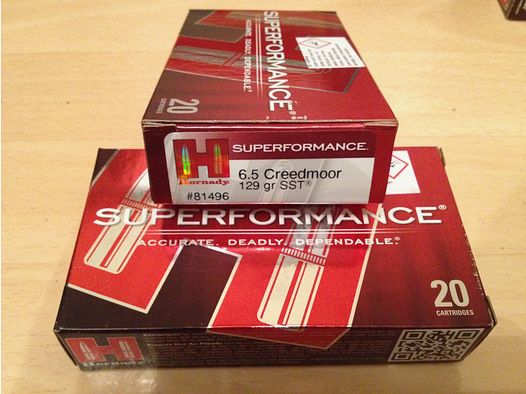 SUPERFORMANCE®
ACCURATE. DEADLY. DEPENDABLE.®
20
CARTRIDGES
SUPERFORMANCE®
6.5 Creedmoor
129 gr SST®
Hornady
#81496
SUPERFORMANCE®
ACCURATE. DEADLY. DEPENDABLE.®
20
CARTRIDGES
Hornady